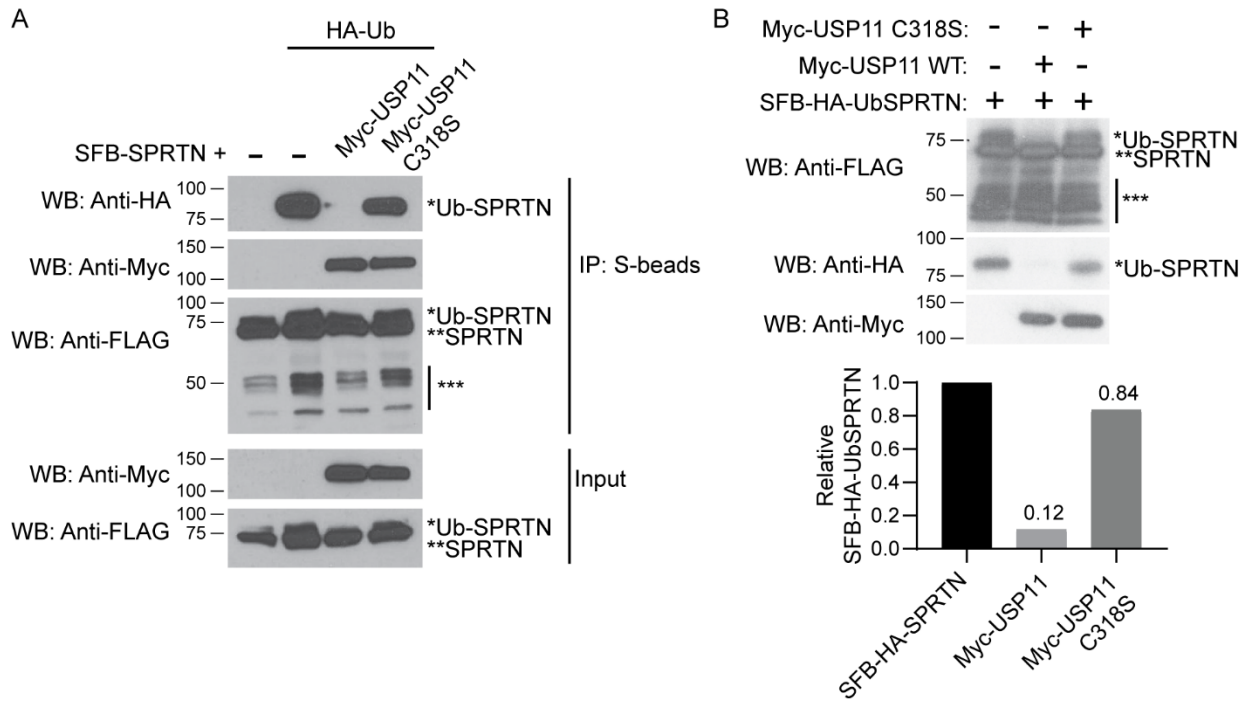 A
HA-Ub
SFB-SPRTN + - - Myc-USP11 Myc-USP11 C318S
WB: Anti-HA 100 75 *Ub-SPRTN
WB: Anti-Myc 150 100
IP: S-beads
WB: Anti-FLAG 100 75 50 *Ub-SPRTN **SPRTN ***
WB: Anti-Myc 150 100
Input
WB: Anti-FLAG 100 75 *Ub-SPRTN **SPRTN
B
Myc-USP11 C318S: - - +
Myc-USP11 WT: - + -
SFB-HA-UbSPRTN: + + +
WB: Anti-FLAG 75 50 *Ub-SPRTN **SPRTN ***
WB: Anti-HA 100 75 *Ub-SPRTN
WB: Anti-Myc 150 100
Relative
SFB-HA-UbSPRTN
1.0
0.8
0.6
0.4
0.2
0.0
0.12
0.84
SFB-HA-SPRTN
Myc-USP11
Myc-USP11
C318S